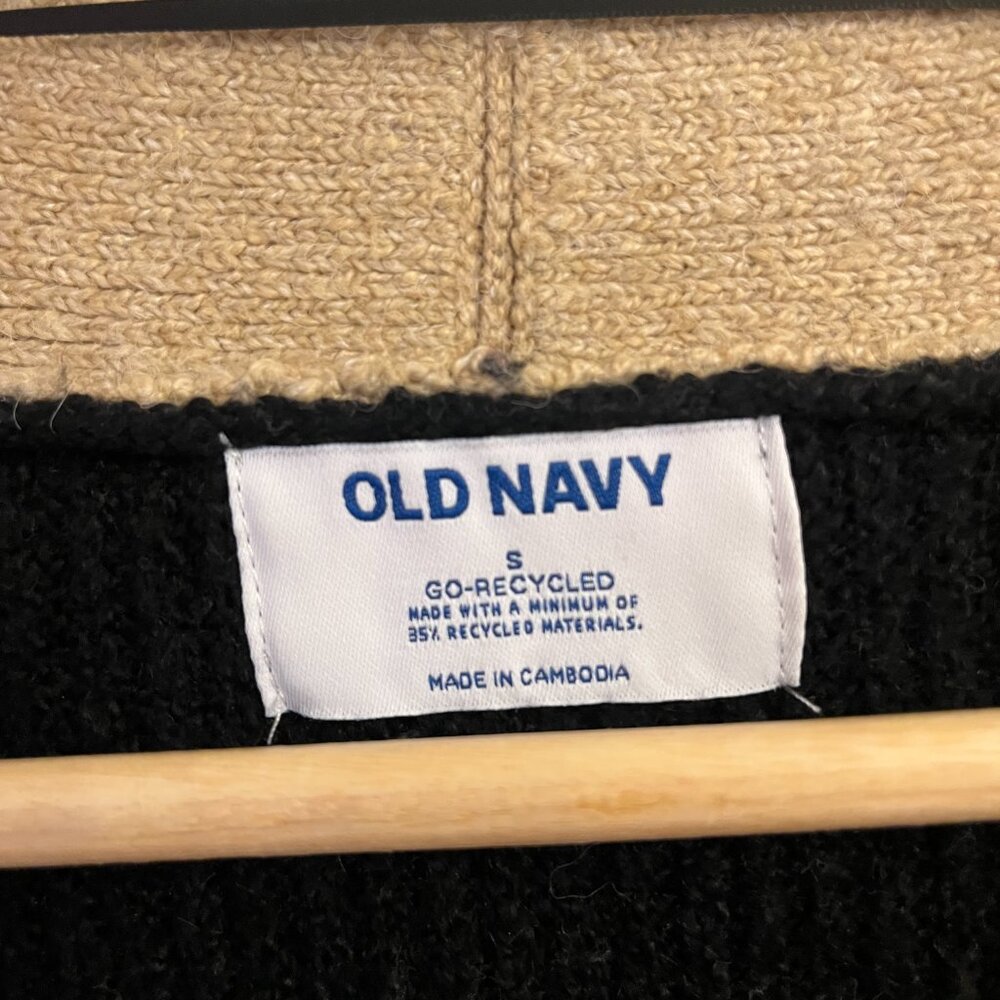 OLD NAVY
S
GO-RECYCLED
MADE WITH A MINIMUM OF
35% RECYCLED MATERIALS.
MADE IN CAMBODIA